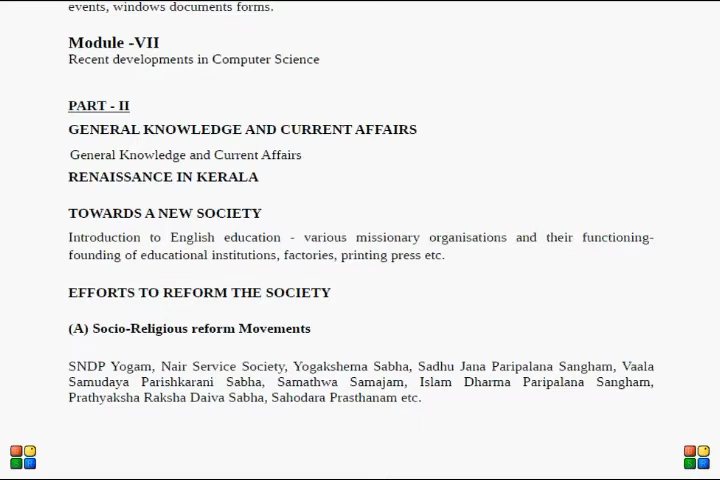 events, windows documents forms.
Module -VII
Recent developments in Computer Science
PART - II
GENERAL KNOWLEDGE AND CURRENT AFFAIRS
General Knowledge and Current Affairs
RENAISSANCE IN KERALA
TOWARDS A NEW SOCIETY
Introduction to English education - various missionary organisations and their functioning-
founding of educational institutions, factories, printing press etc.
EFFORTS TO REFORM THE SOCIETY
(A) Socio-Religious reform Movements
SNDP Yogam, Nair Service Society, Yogakshema Sabha, Sadhu Jana Paripalana Sangham, Vaala
Samudaya Parishkarani Sabha, Samathwa Samajam, Islam Dharma Paripalana Sangham,
Prathyaksha Raksha Daiva Sabha, Sahodara Prasthanam etc.